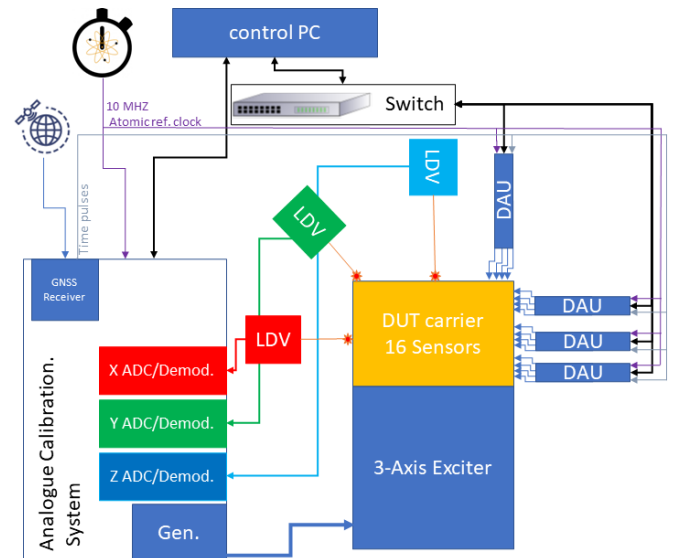 control PC
10 MHZ
Atomic ref. clock
Switch
LDV
LDV
DAU
Time pulses
GNSS
Receiver
LDV
DUT carrier
16 Sensors
DAU
DAU
DAU
X ADC/Demod.
Y ADC/Demod.
Z ADC/Demod.
3-Axis Exciter
Gen.
Analogue Calibration.
System